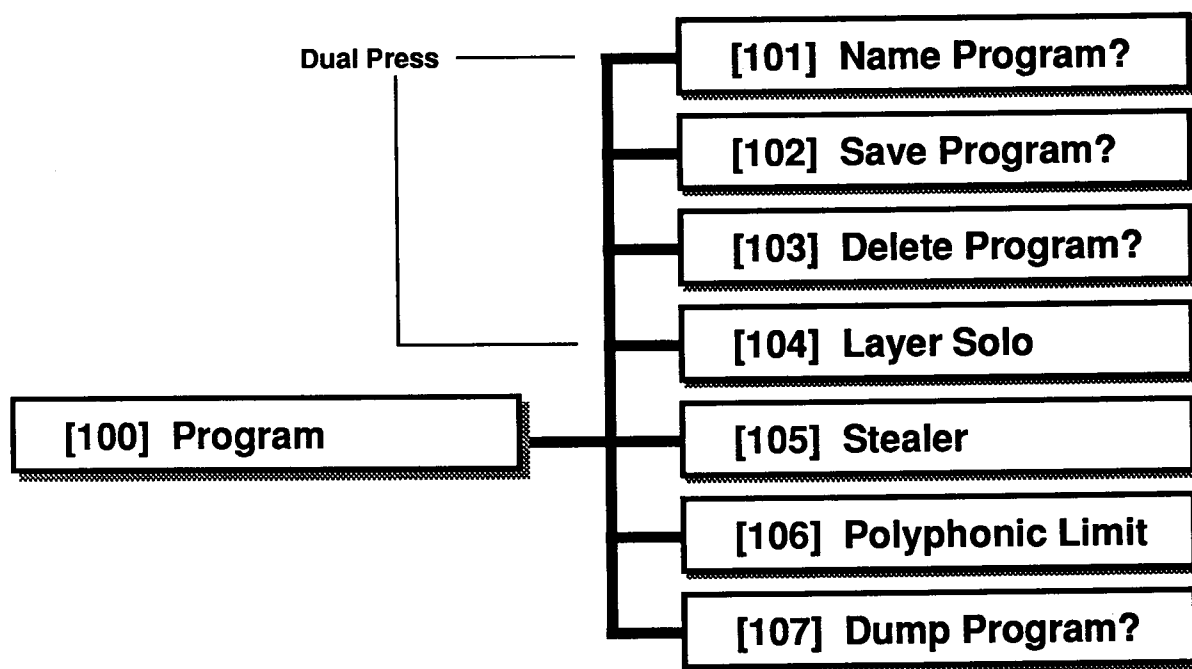 Dual Press
[101] Name Program?
[102] Save Program?
[103] Delete Program?
[104] Layer Solo
[100] Program
[105] Stealer
[106] Polyphonic Limit
[107] Dump Program?